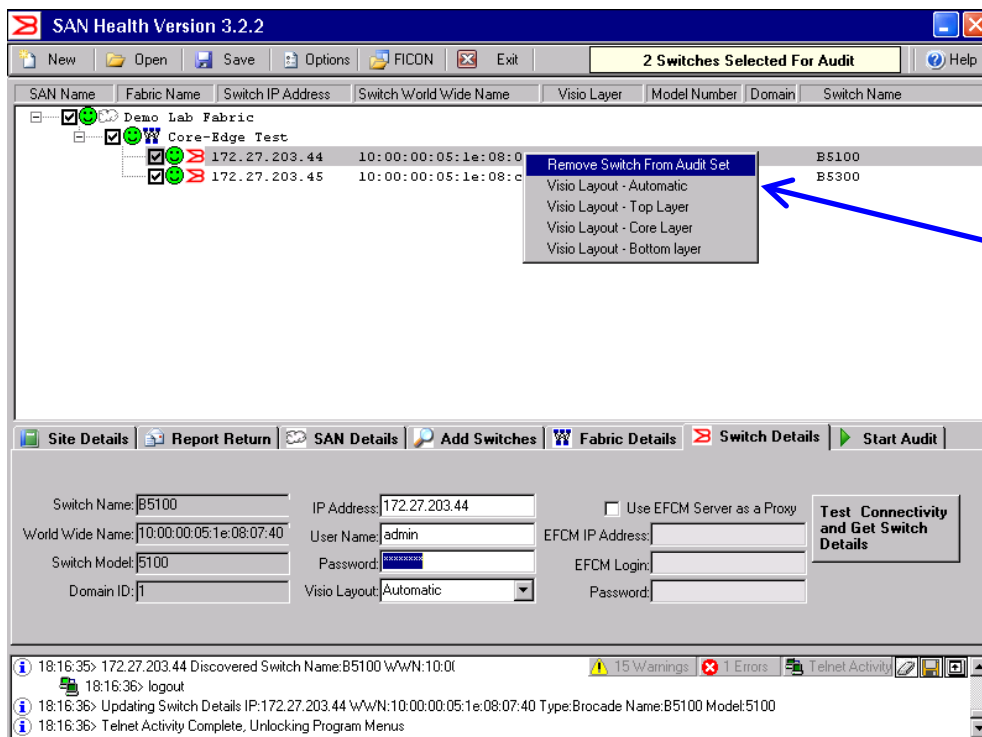 SAN Health Version 3.2.2
New Open Save Options FICON Exit 2 Switches Selected For Audit Help
SAN Name Fabric Name Switch IP Address Switch World Wide Name Visio Layer Model Number Domain Switch Name
Demo Lab Fabric
Core-Edge Test
172.27.203.44 10:00:00:05:1e:08:0 B5100
172.27.203.45 10:00:00:05:1e:08:c B5300
Remove Switch From Audit Set
Visio Layout - Automatic
Visio Layout - Top Layer
Visio Layout - Core Layer
Visio Layout - Bottom layer
Site Details Report Return SAN Details Add Switches Fabric Details Switch Details Start Audit
Switch Name: B5100
World Wide Name: 10:00:00:05:1e:08:07:40
Switch Model: 5100
Domain ID: 1
IP Address: 172.27.203.44
User Name: admin
Password: xxxxxxxx
Visio Layout: Automatic
Use EFCM Server as a Proxy
EFCM IP Address:
EFCM Login:
Password:
Test Connectivity
and Get Switch
Details
18:16:35> 172.27.203.44 Discovered Switch Name:B5100 WWN:10:0(
15 Warnings 1 Errors Telnet Activity
18:16:36> logout
18:16:36> Updating Switch Details IP:172.27.203.44 WWN:10:00:00:05:1e:08:07:40 Type:Brocade Name:B5100 Model:5100
18:16:36> Telnet Activity Complete, Unlocking Program Menus